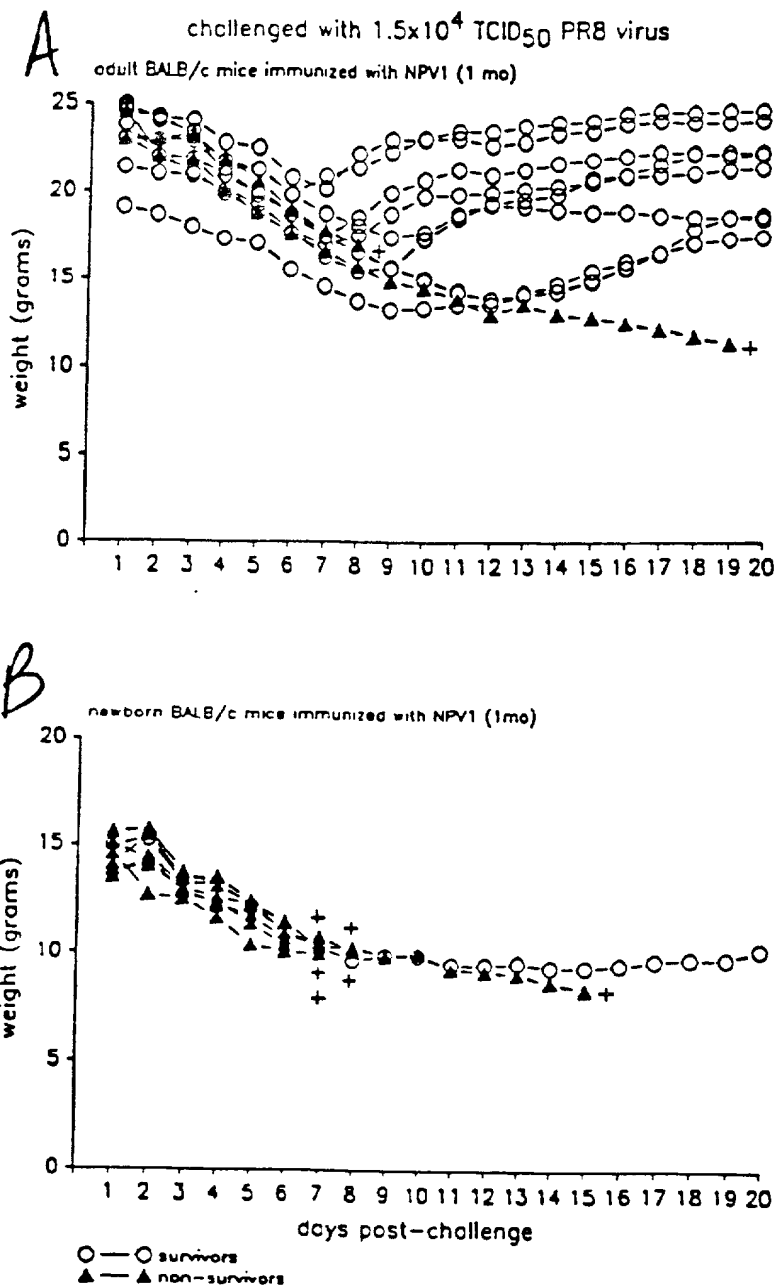 challenged with 1.5x10⁴ TCID₅₀ PR8 virus
A
adult BALB/c mice immunized with NPV1 (1 mo)
25
20
15
10
5
0
weight (grams)
1 2 3 4 5 6 7 8 9 10 11 12 13 14 15 16 17 18 19 20
B
newborn BALB/c mice immunized with NPV1 (1mo)
20
15
10
5
0
weight (grams)
1 2 3 4 5 6 7 8 9 10 11 12 13 14 15 16 17 18 19 20
days post-challenge
survivors
non-survivors